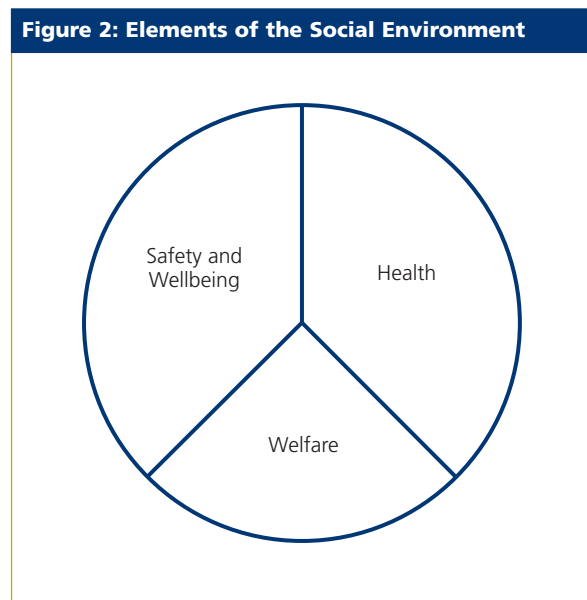 Figure 2: Elements of the Social Environment
Safety and
Wellbeing
Health
Welfare